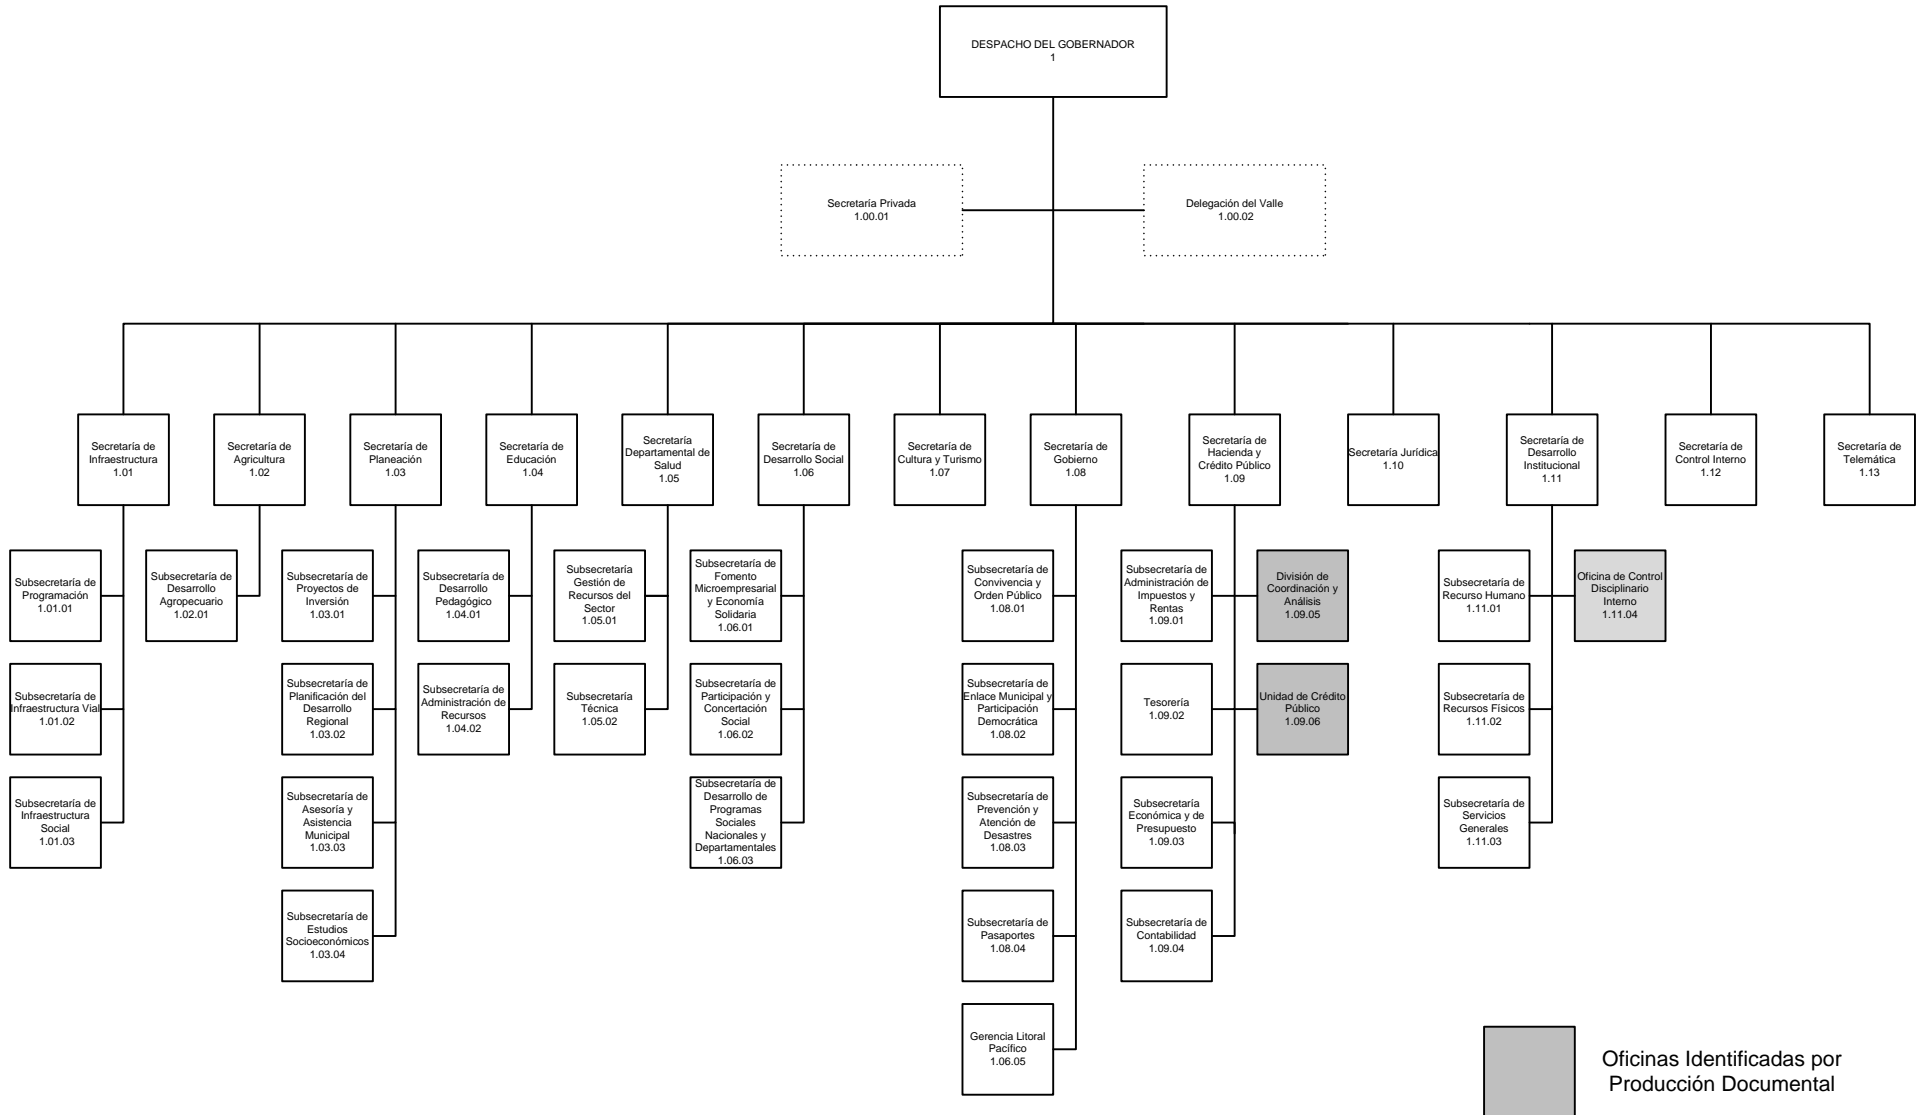 DESPACHO DEL GOBERNADOR
1
Secretaría Privada
1.00.01
Delegación del Valle
1.00.02
Secretaría de
Infraestructura
1.01
Secretaría de
Agricultura
1.02
Secretaría de
Planeación
1.03
Secretaría de
Educación
1.04
Secretaría
Departamental de
Salud
1.05
Secretaría de
Desarrollo Social
1.06
Secretaría de
Cultura y Turismo
1.07
Secretaría de
Gobierno
1.08
Secretaría de
Hacienda y
Crédito Público
1.09
Secretaría Jurídica
1.10
Secretaría de
Desarrollo
Institucional
1.11
Secretaría de
Control Interno
1.12
Secretaría de
Telemática
1.13
Subsecretaría de
Programación
1.01.01
Subsecretaría de
Desarrollo
Agropecuario
1.02.01
Subsecretaría de
Proyectos de
Inversión
1.03.01
Subsecretaría de
Desarrollo
Pedagógico
1.04.01
Subsecretaría
Gestión de
Recursos del
Sector
1.05.01
Subsecretaría de
Fomento
Microempresarial
y Economía
Solidaria
1.06.01
Subsecretaría de
Convivencia y
Orden Público
1.08.01
Subsecretaría de
Administración de
Impuestos y
Rentas
1.09.01
División de
Coordinación y
Análisis
1.09.05
Subsecretaría de
Recurso Humano
1.11.01
Oficina de Control
Disciplinario
Interno
1.11.04
Subsecretaría de
Infraestructura Vial
1.01.02
Subsecretaría de
Planificación del
Desarrollo
Regional
1.03.02
Subsecretaría de
Administración de
Recursos
1.04.02
Subsecretaría
Técnica
1.05.02
Subsecretaría de
Participación y
Concertación
Social
1.06.02
Subsecretaría de
Enlace Municipal y
Participación
Democrática
1.08.02
Tesorería
1.09.02
Unidad de Crédito
Público
1.09.06
Subsecretaría de
Recursos Físicos
1.11.02
Subsecretaría de
Infraestructura
Social
1.01.03
Subsecretaría de
Asesoría y
Asistencia
Municipal
1.03.03
Subsecretaría de
Desarrollo de
Programas
Sociales
Nacionales y
Departamentales
1.06.03
Subsecretaría de
Prevención y
Atención de
Desastres
1.08.03
Subsecretaría
Económica y de
Presupuesto
1.09.03
Subsecretaría de
Servicios
Generales
1.11.03
Subsecretaría de
Estudios
Socioeconómicos
1.03.04
Subsecretaría de
Pasaportes
1.08.04
Subsecretaría de
Contabilidad
1.09.04
Gerencia Litoral
Pacífico
1.06.05
Oficinas Identificadas por
Producción Documental